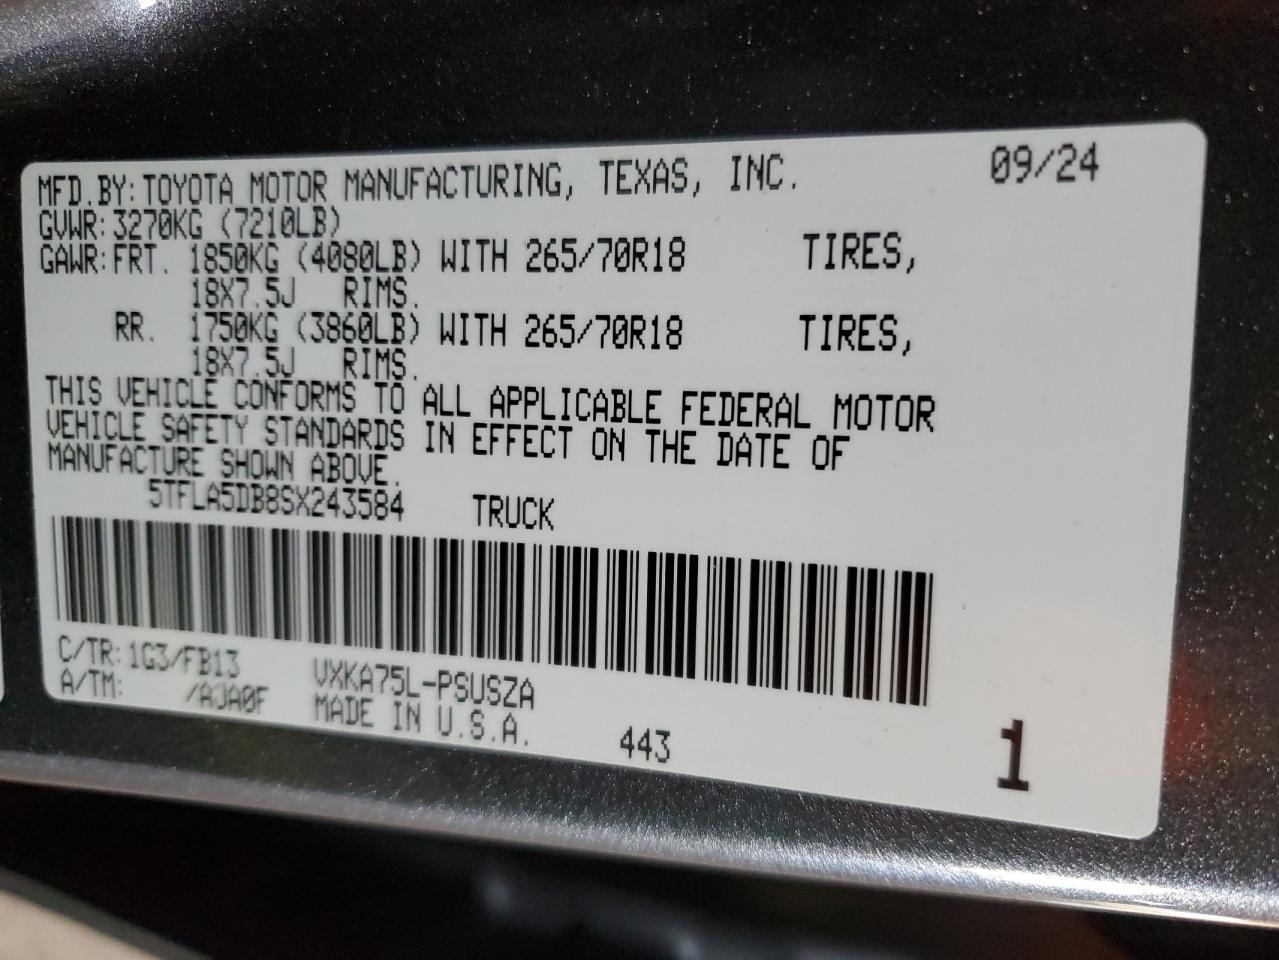 MFD.BY: TOYOTA MOTOR MANUFACTURING, TEXAS, INC. 09/24
GVWR: 3270KG (7210LB)
GAWR: FRT. 1850KG (4080LB) WITH 265/70R18 TIRES,
18X7.5J RIMS.
RR. 1750KG (3860LB) WITH 265/70R18 TIRES,
18X7.5J RIMS.
THIS VEHICLE CONFORMS TO ALL APPLICABLE FEDERAL MOTOR
VEHICLE SAFETY STANDARDS IN EFFECT ON THE DATE OF
MANUFACTURE SHOWN ABOVE.
5TFLA5DB8SX243584 TRUCK
C/TR: 1G3/FB13 VXKA75L-PSUSZA
A/TM: /AJA0F MADE IN U.S.A. 443 1